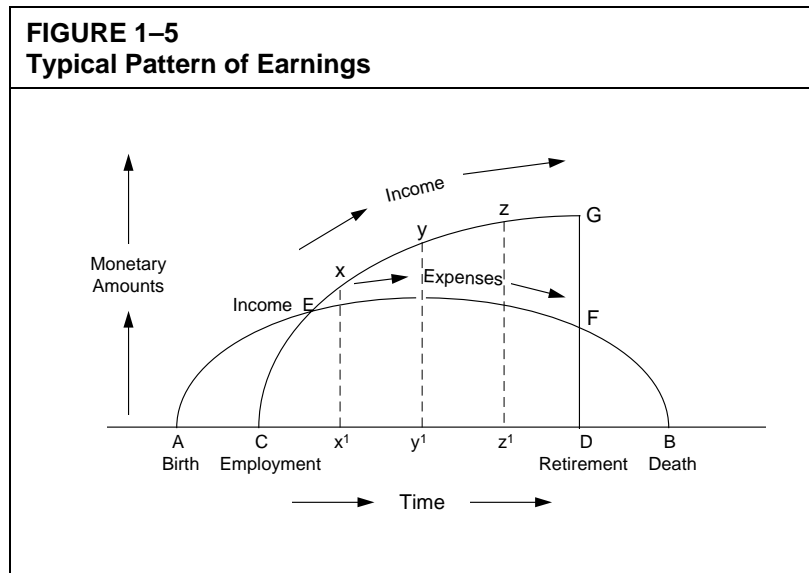 FIGURE 1–5
Typical Pattern of Earnings
Income
z
G
y
Monetary
Amounts
x
Expenses
Income E
F
A
C
x¹
y¹
z¹
D
B
Birth
Employment
Retirement
Death
Time